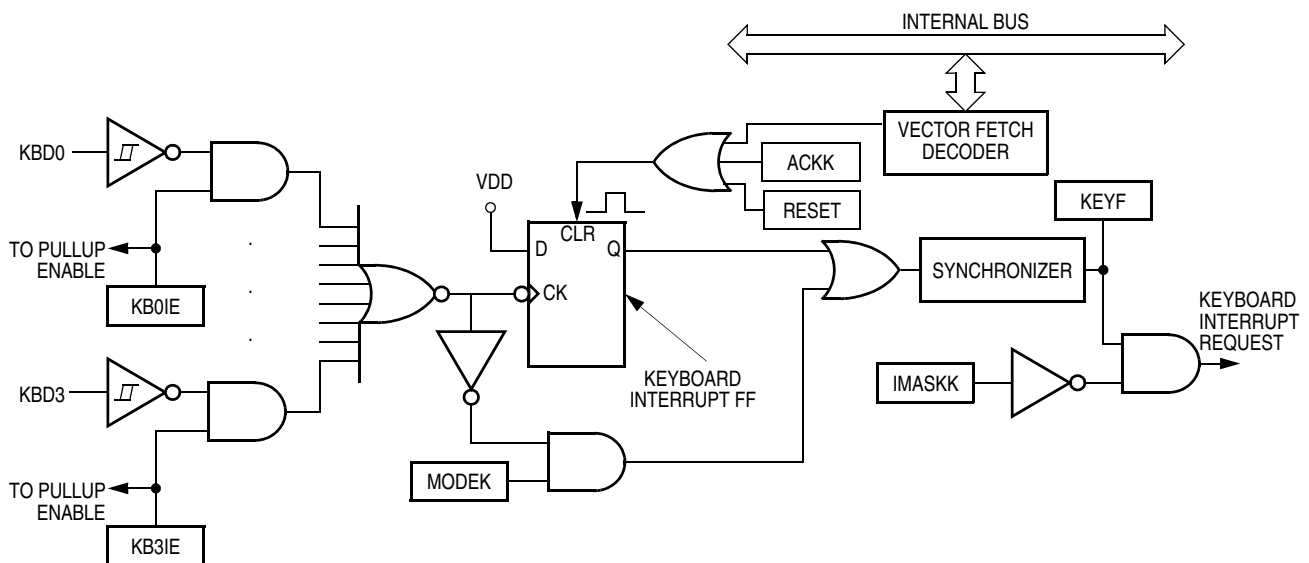 INTERNAL BUS
VECTOR FETCH
DECODER
KBD0
ACKK
VDD
RESET
KEYF
CLR
D
Q
TO PULLUP
ENABLE
SYNCHRONIZER
CK
KB0IE
KEYBOARD
INTERRUPT
REQUEST
KEYBOARD
INTERRUPT FF
IMASKK
KBD3
MODEK
TO PULLUP
ENABLE
KB3IE